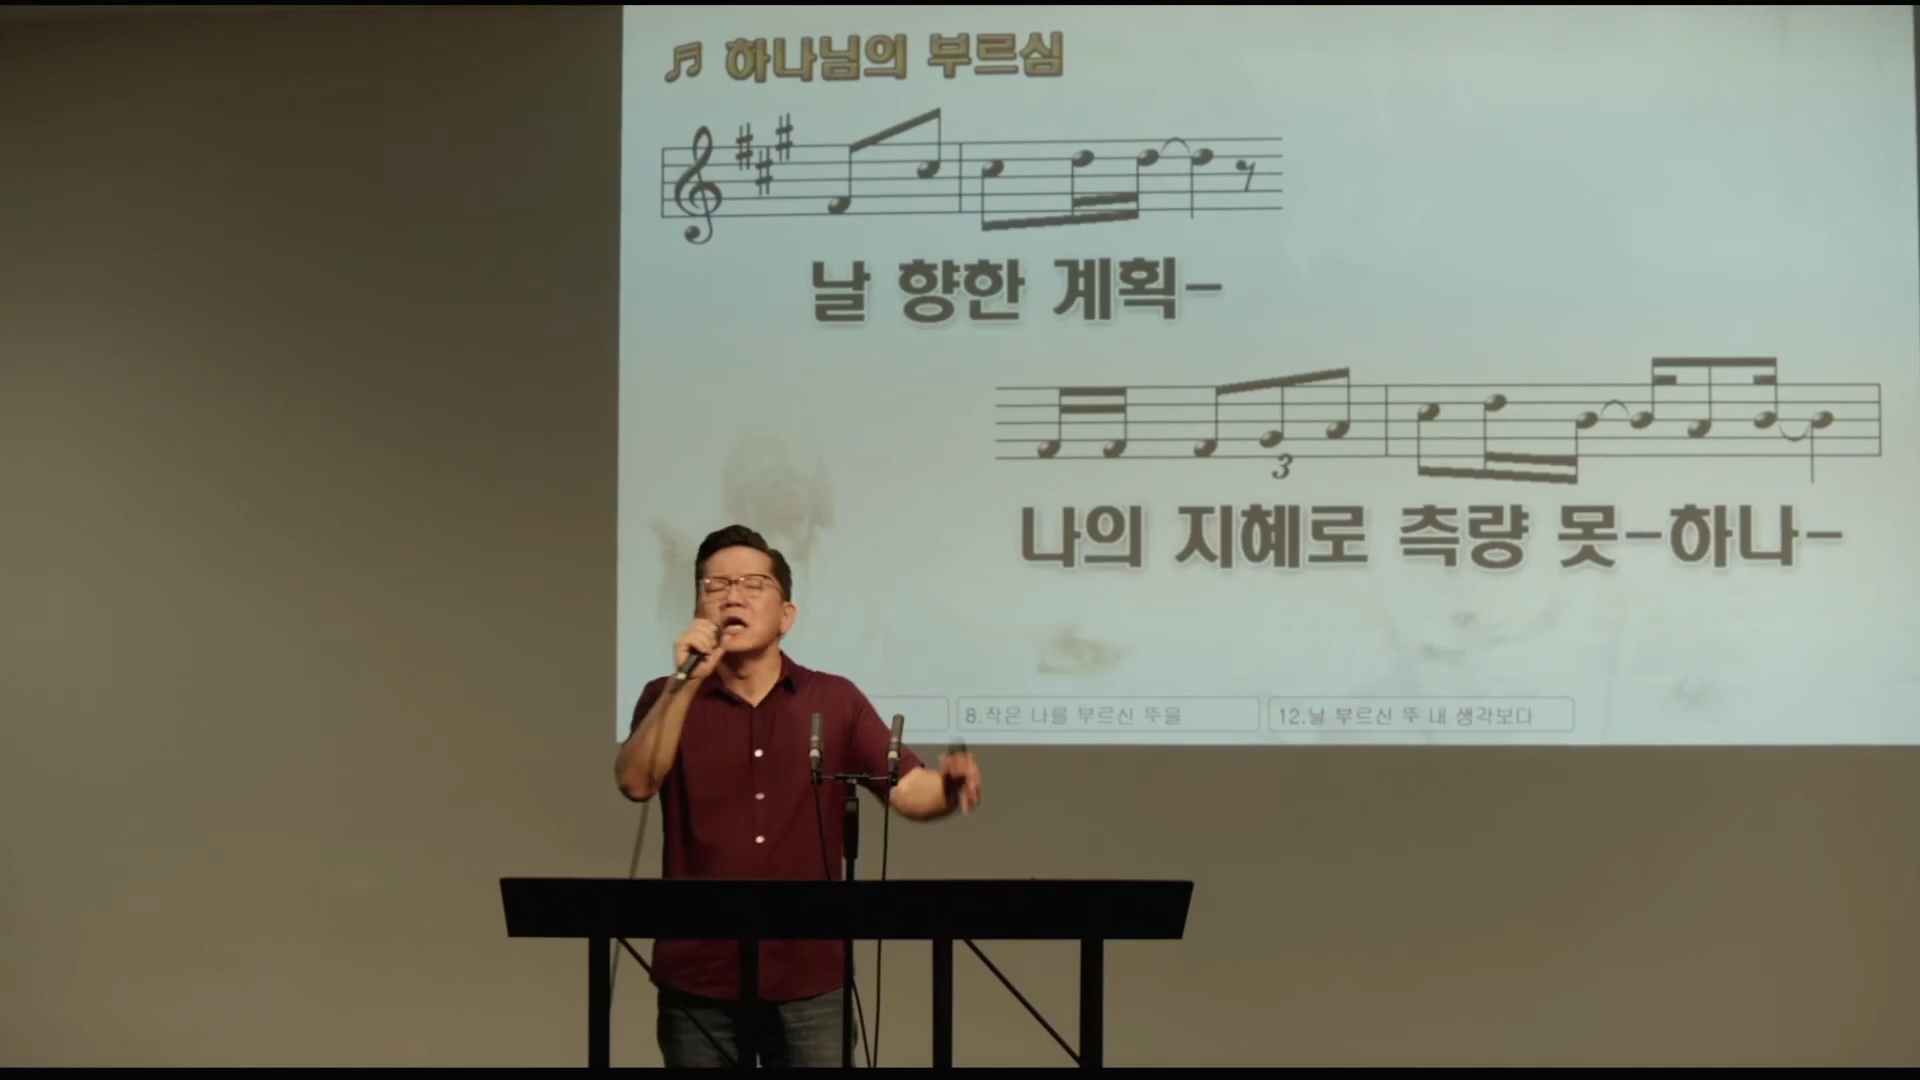 ♬ 하나님의 부르심
날 향한 계획-
3
나의 지혜로 측량 못-하나-
8.작은 나를 부르신 뜻을
12.날 부르신 뜻 내 생각보다